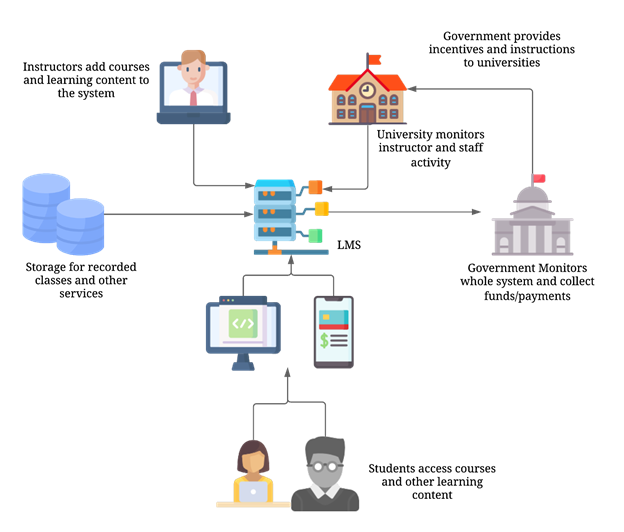 Government provides
incentives and instructions
to universities
Instructors add courses
and learning content to
the system
University monitors
instructor and staff
activity
LMS
Storage for recorded
classes and other
services
Government Monitors
whole system and collect
funds/payments
</>
$
Students access courses
and other learning
content